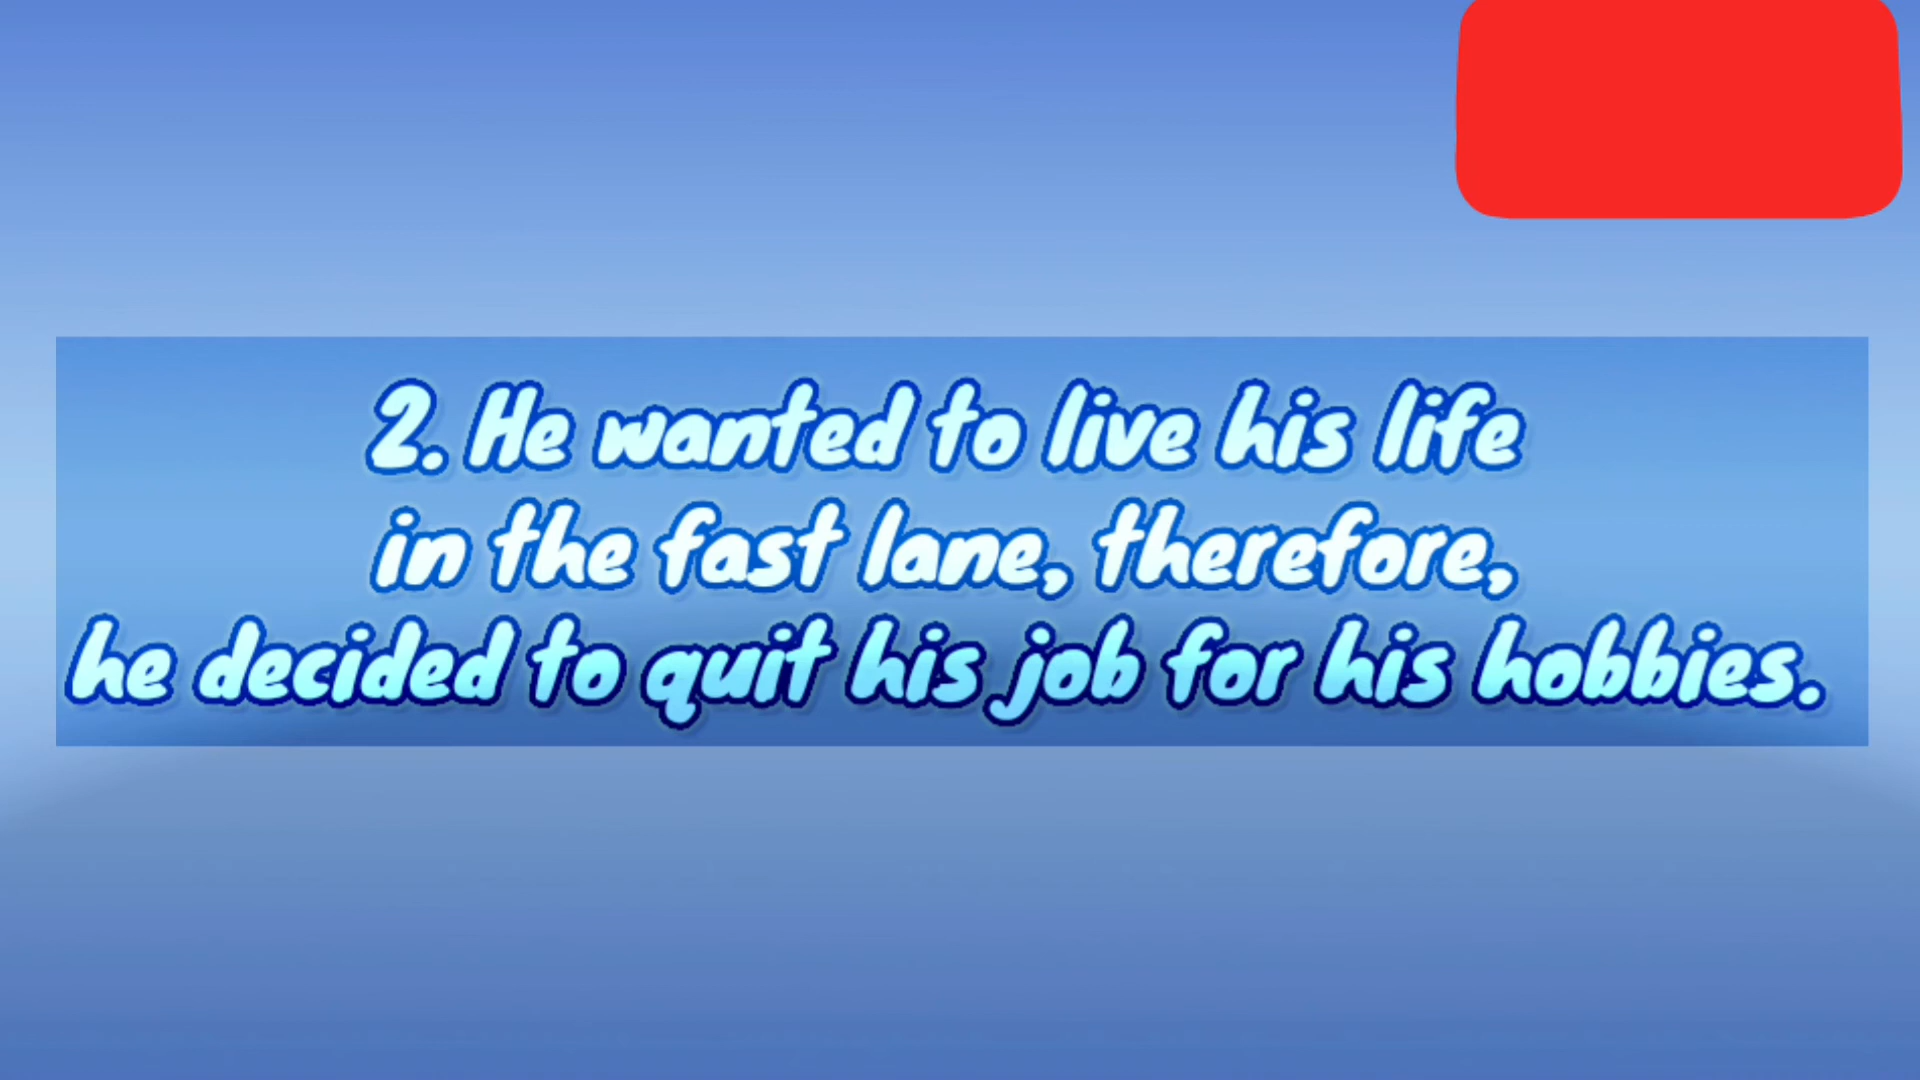 2. He wanted to live his life
in the fast lane, therefore,
he decided to quit his job for his hobbies.